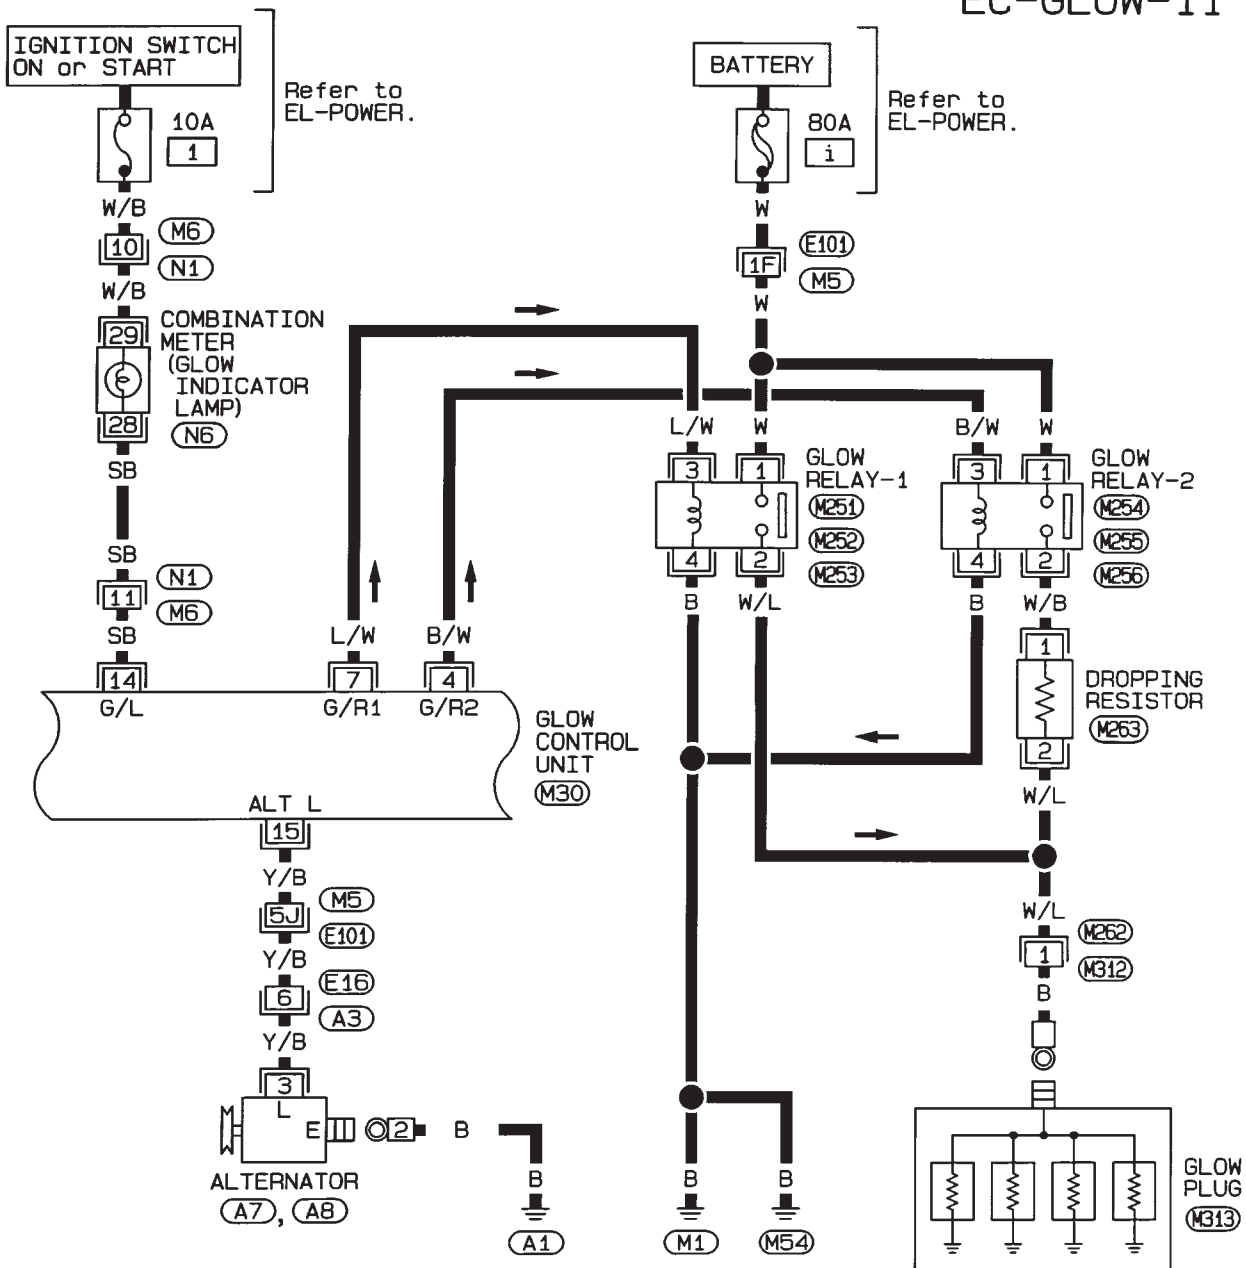 EC-GLOW-11
IGNITION SWITCH
ON or START
Refer to
EL-POWER.
10A
1
W/B
10
M6
N1
W/B
29
COMBINATION
METER
(GLOW
INDICATOR
LAMP)
28
N6
SB
SB
11
N1
M6
SB
14
G/L
L/W
7
G/R1
B/W
4
G/R2
GLOW
CONTROL
UNIT
M30
ALT L
15
Y/B
5J
M5
E101
Y/B
6
E16
A3
Y/B
3
L
E
2
B
ALTERNATOR
A7, A8
B
A1
BATTERY
Refer to
EL-POWER.
80A
i
W
1F
E101
M5
W
L/W
W
B/W
W
3
1
GLOW
RELAY-1
M251
M252
M253
4
2
B
W/L
3
1
GLOW
RELAY-2
M254
M255
M256
4
2
B
W/B
1
DROPPING
RESISTOR
M263
2
W/L
W/L
M262
1
M312
B
B
B
M1
M54
GLOW
PLUG
M313